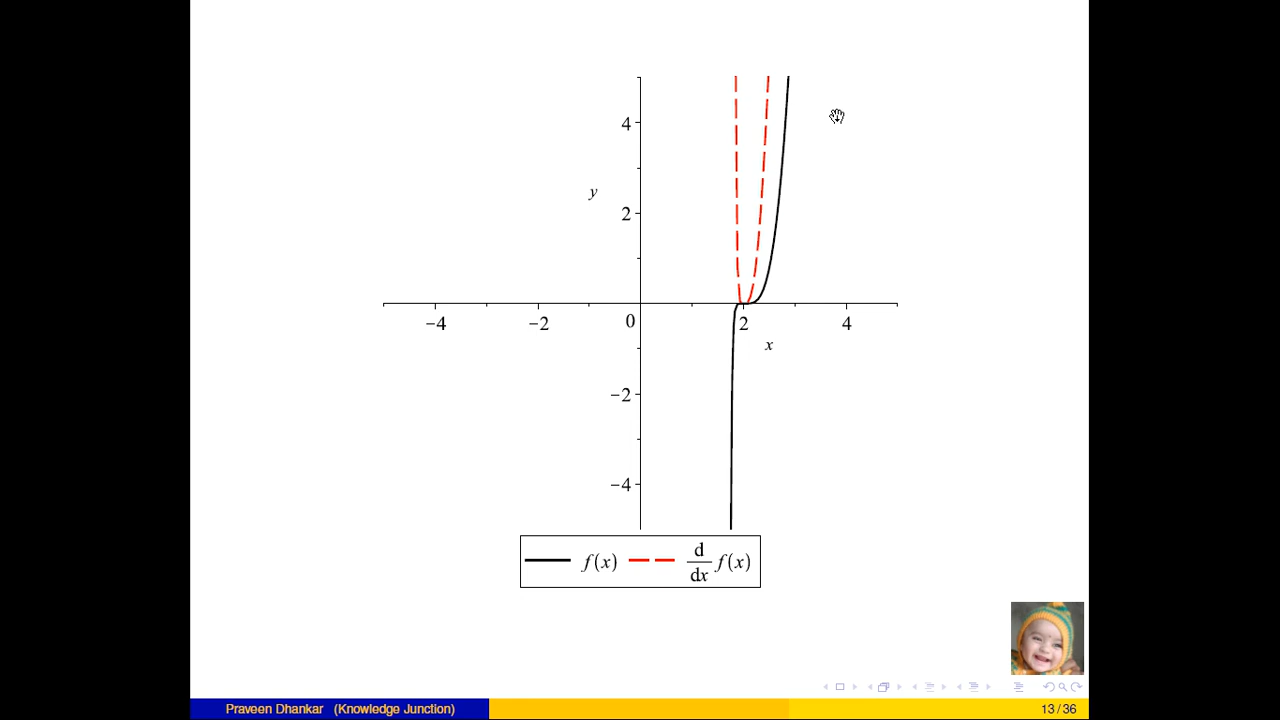 4
y
2
−4 −2 0 2 4
x
−2
−4
f(x) d/dx f(x)
Praveen Dhankar (Knowledge Junction) 13 / 36